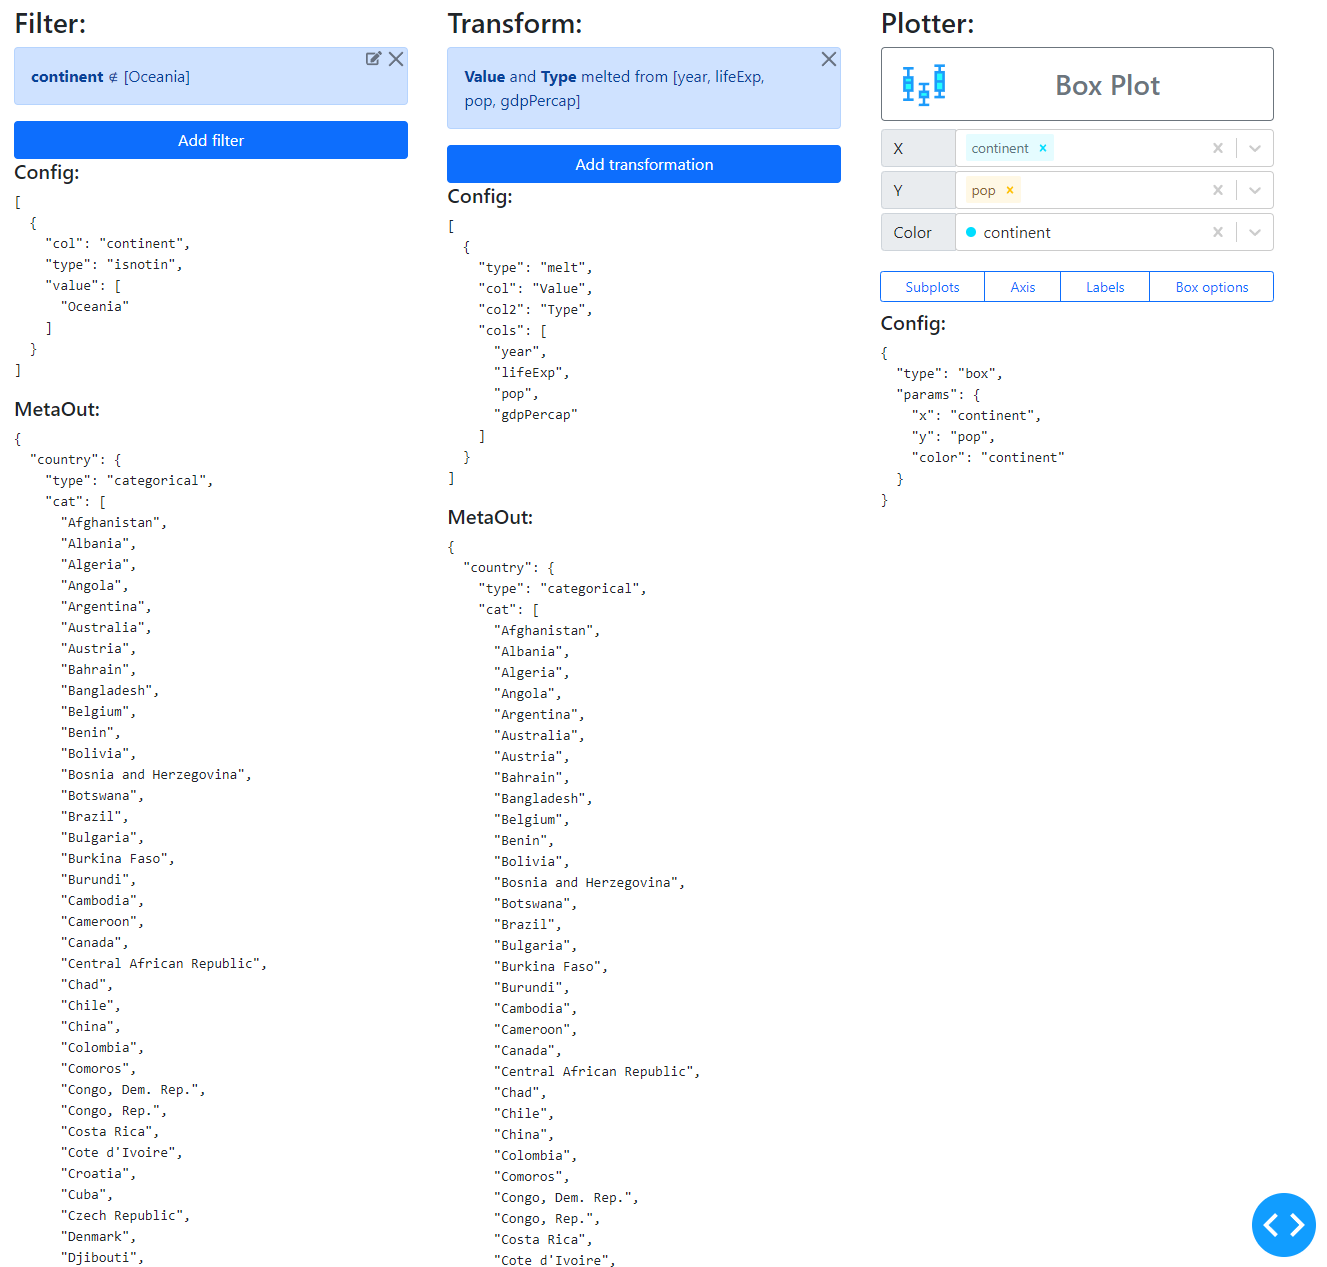 Filter:
continent ∉ [Oceania]
Add filter
Config:
[
  {
    "col": "continent",
    "type": "isnotin",
    "value": [
      "Oceania"
    ]
  }
]
MetaOut:
{
  "country": {
    "type": "categorical",
    "cat": [
      "Afghanistan",
      "Albania",
      "Algeria",
      "Angola",
      "Argentina",
      "Australia",
      "Austria",
      "Bahrain",
      "Bangladesh",
      "Belgium",
      "Benin",
      "Bolivia",
      "Bosnia and Herzegovina",
      "Botswana",
      "Brazil",
      "Bulgaria",
      "Burkina Faso",
      "Burundi",
      "Cambodia",
      "Cameroon",
      "Canada",
      "Central African Republic",
      "Chad",
      "Chile",
      "China",
      "Colombia",
      "Comoros",
      "Congo, Dem. Rep.",
      "Congo, Rep.",
      "Costa Rica",
      "Cote d'Ivoire",
      "Croatia",
      "Cuba",
      "Czech Republic",
      "Denmark",
      "Djibouti",
Transform:
Value and Type melted from [year, lifeExp,
pop, gdpPercap]
Add transformation
Config:
[
  {
    "type": "melt",
    "col": "Value",
    "col2": "Type",
    "cols": [
      "year",
      "lifeExp",
      "pop",
      "gdpPercap"
    ]
  }
]
MetaOut:
{
  "country": {
    "type": "categorical",
    "cat": [
      "Afghanistan",
      "Albania",
      "Algeria",
      "Angola",
      "Argentina",
      "Australia",
      "Austria",
      "Bahrain",
      "Bangladesh",
      "Belgium",
      "Benin",
      "Bolivia",
      "Bosnia and Herzegovina",
      "Botswana",
      "Brazil",
      "Bulgaria",
      "Burkina Faso",
      "Burundi",
      "Cambodia",
      "Cameroon",
      "Canada",
      "Central African Republic",
      "Chad",
      "Chile",
      "China",
      "Colombia",
      "Comoros",
      "Congo, Dem. Rep.",
      "Congo, Rep.",
      "Costa Rica",
      "Cote d'Ivoire",
Plotter:
Box Plot
X continent
Y pop
Color continent
Subplots Axis Labels Box options
Config:
{
  "type": "box",
  "params": {
    "x": "continent",
    "y": "pop",
    "color": "continent"
  }
}